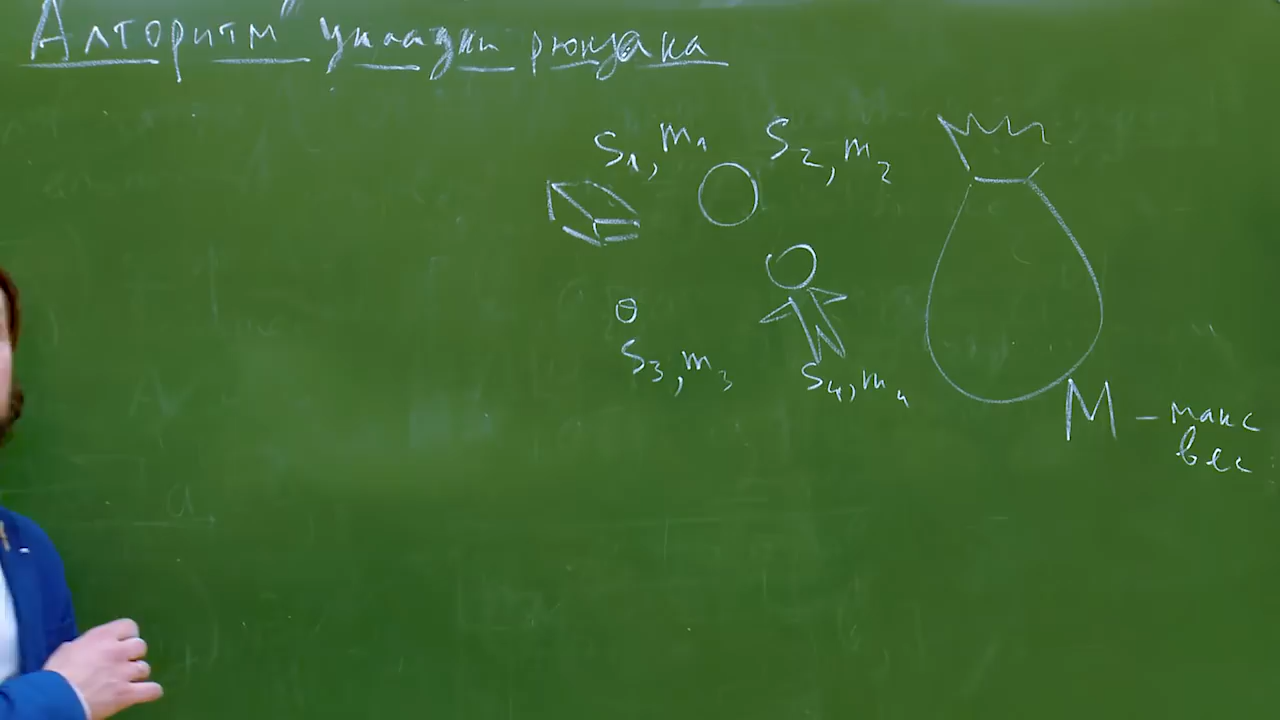 Алгоритм укладки рюкзака
S₁, m₁
S₂, m₂
S₃, m₃
S₄, m₄
M – макс
вес